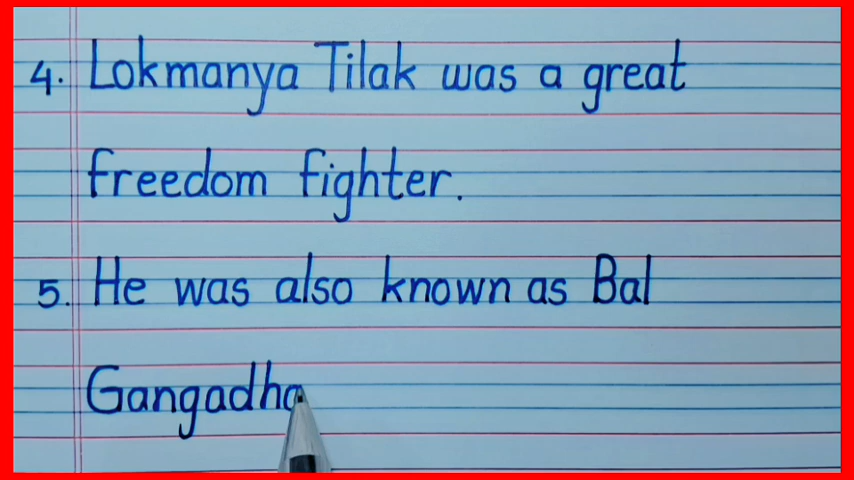 4. Lokmanya Tilak was a great
freedom fighter.
5. He was also known as Bal
Gangadha